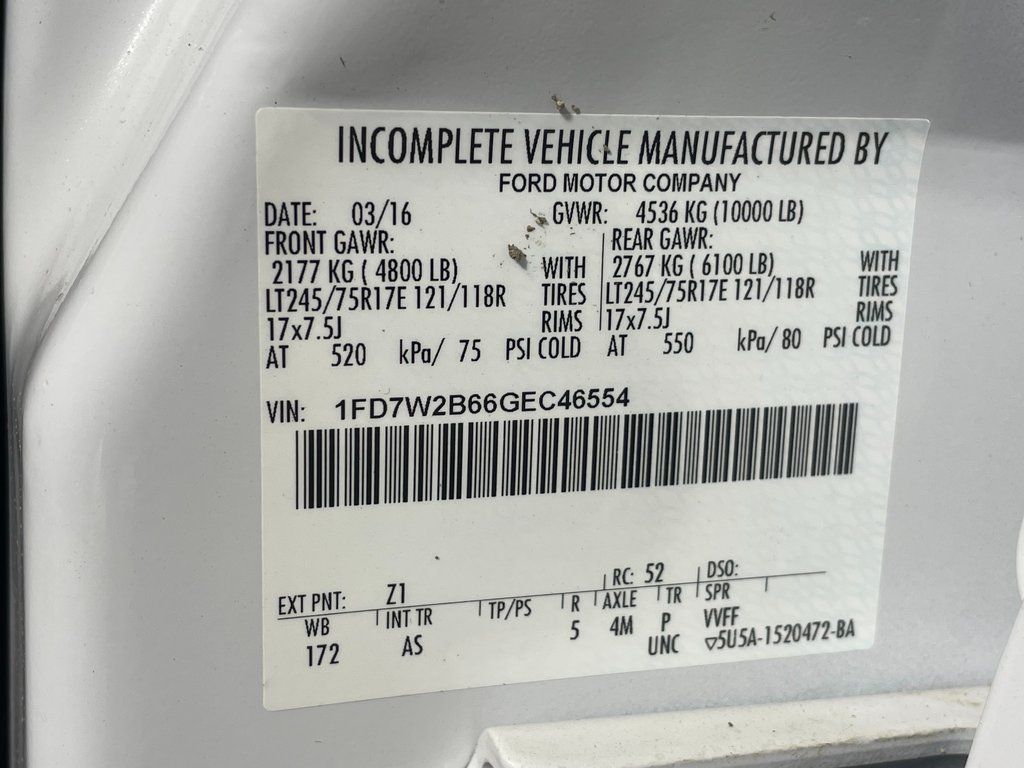 INCOMPLETE VEHICLE MANUFACTURED BY
FORD MOTOR COMPANY
DATE: 03/16 GVWR: 4536 KG (10000 LB)
FRONT GAWR: REAR GAWR:
2177 KG ( 4800 LB) WITH 2767 KG ( 6100 LB) WITH
LT245/75R17E 121/118R TIRES LT245/75R17E 121/118R TIRES
17x7.5J RIMS 17x7.5J RIMS
AT 520 kPa/ 75 PSI COLD AT 550 kPa/ 80 PSI COLD
VIN: 1FD7W2B66GEC46554
EXT PNT: Z1 RC: 52 DSO:
WB INT TR TP/PS R AXLE TR SPR
172 AS 5 4M P VVFF
UNC ▽5U5A-1520472-BA